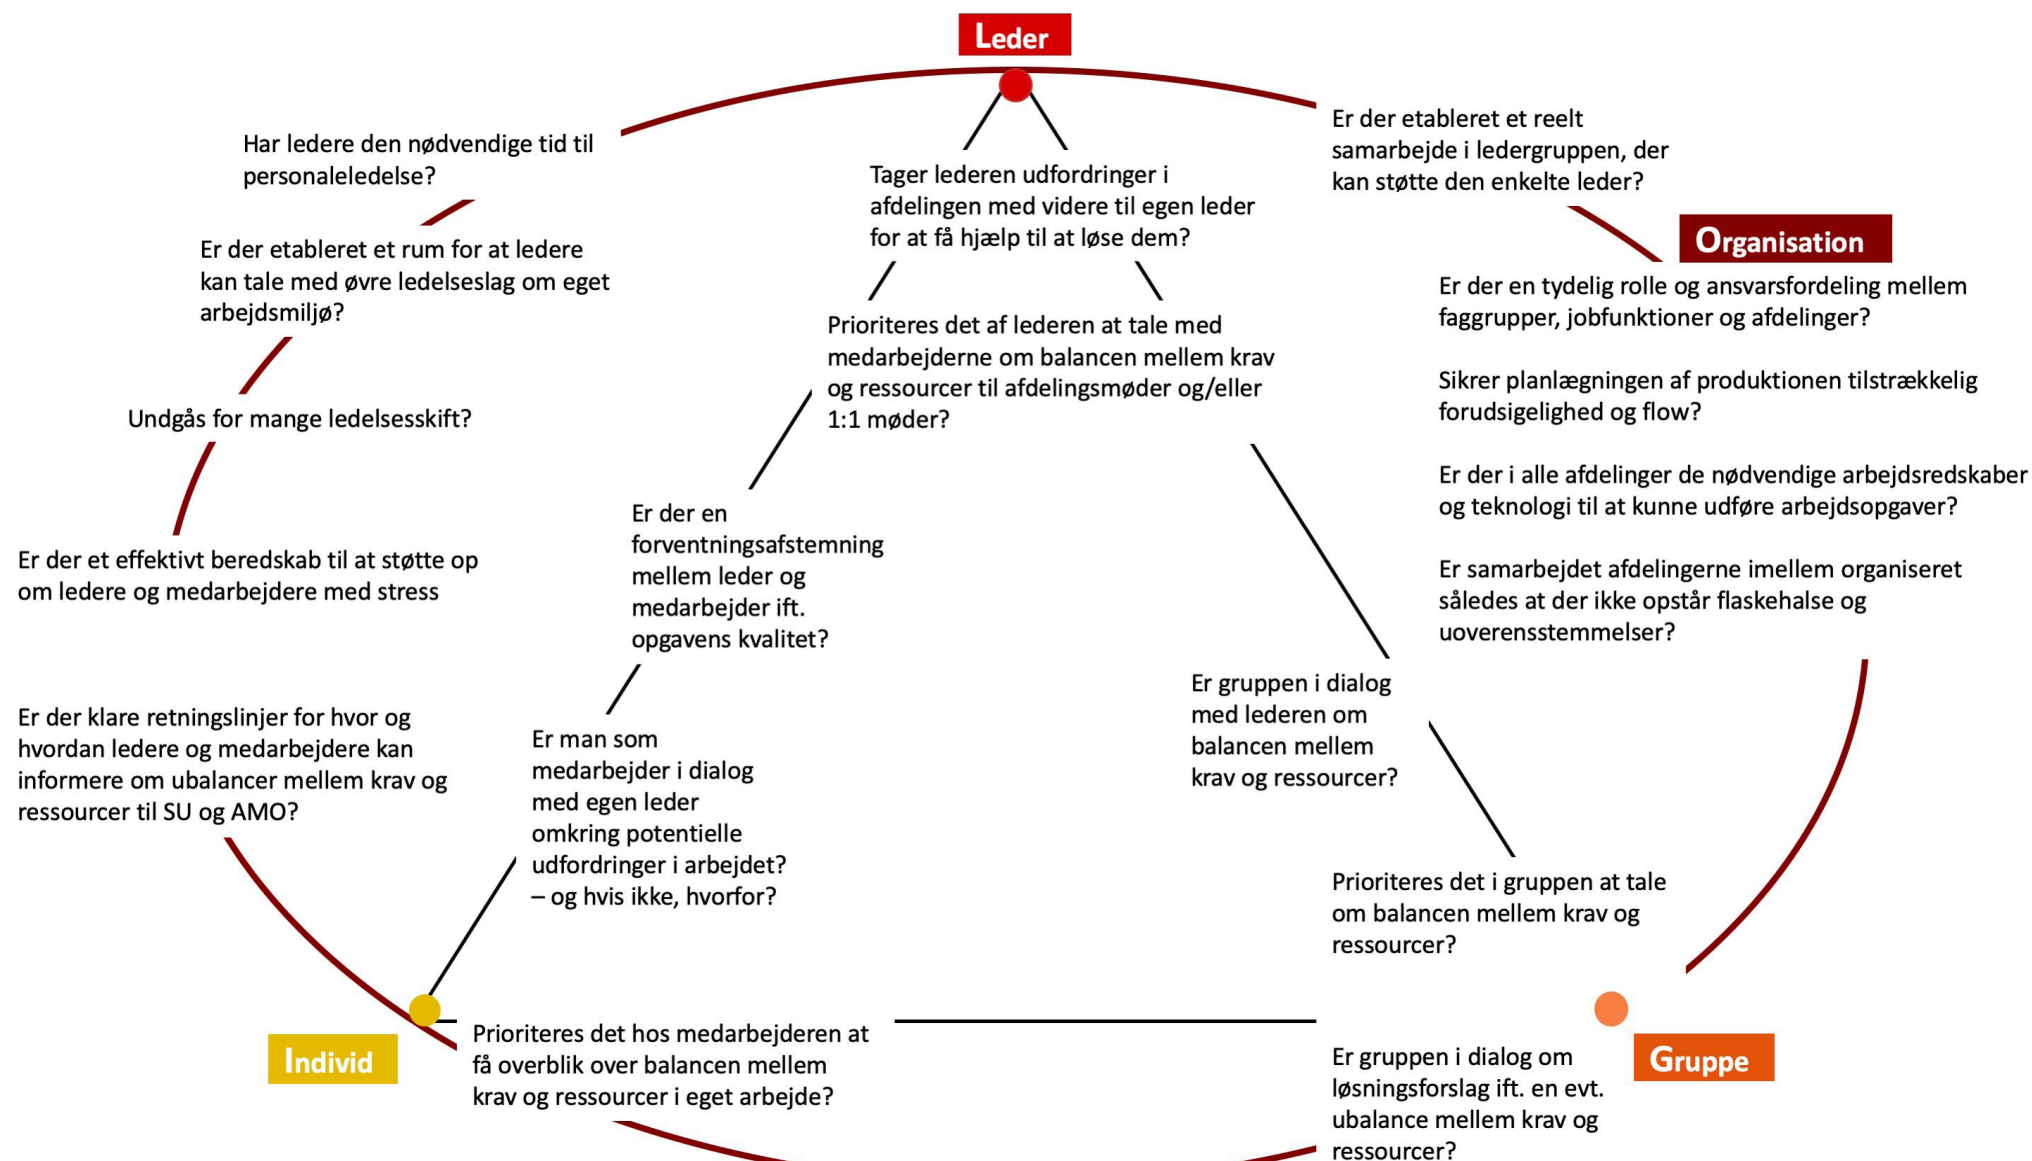 Leder
Har ledere den nødvendige tid til
personaleledelse?
Er der etableret et rum for at ledere
kan tale med øvre ledelseslag om eget
arbejdsmiljø?
Undgås for mange ledelsesskift?
Er der et effektivt beredskab til at støtte op
om ledere og medarbejdere med stress
Er der klare retningslinjer for hvor og
hvordan ledere og medarbejdere kan
informere om ubalancer mellem krav og
ressourcer til SU og AMO?
Tager lederen udfordringer i
afdelingen med videre til egen leder
for at få hjælp til at løse dem?
Prioriteres det af lederen at tale med
medarbejderne om balancen mellem krav
og ressourcer til afdelingsmøder og/eller
1:1 møder?
Er der en
forventningsafstemning
mellem leder og
medarbejder ift.
opgavens kvalitet?
Er man som
medarbejder i dialog
med egen leder
omkring potentielle
udfordringer i arbejdet?
– og hvis ikke, hvorfor?
Er der etableret et reelt
samarbejde i ledergruppen, der
kan støtte den enkelte leder?
Organisation
Er der en tydelig rolle og ansvarsfordeling mellem
faggrupper, jobfunktioner og afdelinger?
Sikrer planlægningen af produktionen tilstrækkelig
forudsigelighed og flow?
Er der i alle afdelinger de nødvendige arbejdsredskaber
og teknologi til at kunne udføre arbejdsopgaver?
Er samarbejdet afdelingerne imellem organiseret
således at der ikke opstår flaskehalse og
uoverensstemmelser?
Er gruppen i dialog
med lederen om
balancen mellem
krav og ressourcer?
Prioriteres det i gruppen at tale
om balancen mellem krav og
ressourcer?
Individ
Prioriteres det hos medarbejderen at
få overblik over balancen mellem
krav og ressourcer i eget arbejde?
Er gruppen i dialog om
løsningsforslag ift. en evt.
ubalance mellem krav og
ressourcer?
Gruppe